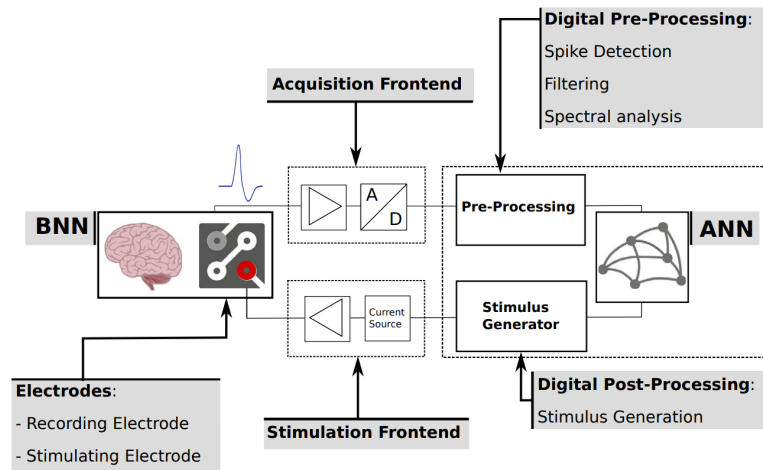 Digital Pre-Processing:
Spike Detection
Filtering
Spectral analysis
Acquisition Frontend
BNN
A
D
Pre-Processing
ANN
Current
Source
Stimulus
Generator
Electrodes:
- Recording Electrode
- Stimulating Electrode
Stimulation Frontend
Digital Post-Processing:
Stimulus Generation